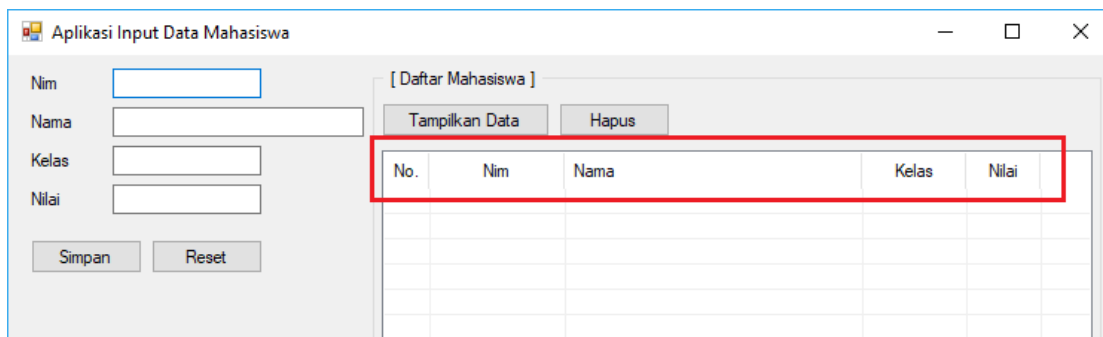 Aplikasi Input Data Mahasiswa
Nim
Nama
Kelas
Nilai
Simpan Reset
[ Daftar Mahasiswa ]
Tampilkan Data Hapus
No. Nim Nama Kelas Nilai